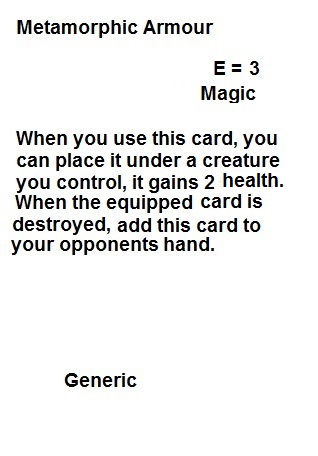 Metamorphic Armour
E = 3
Magic
When you use this card, you
can place it under a creature
you control, it gains 2 health.
When the equipped card is
destroyed, add this card to
your opponents hand.
Generic